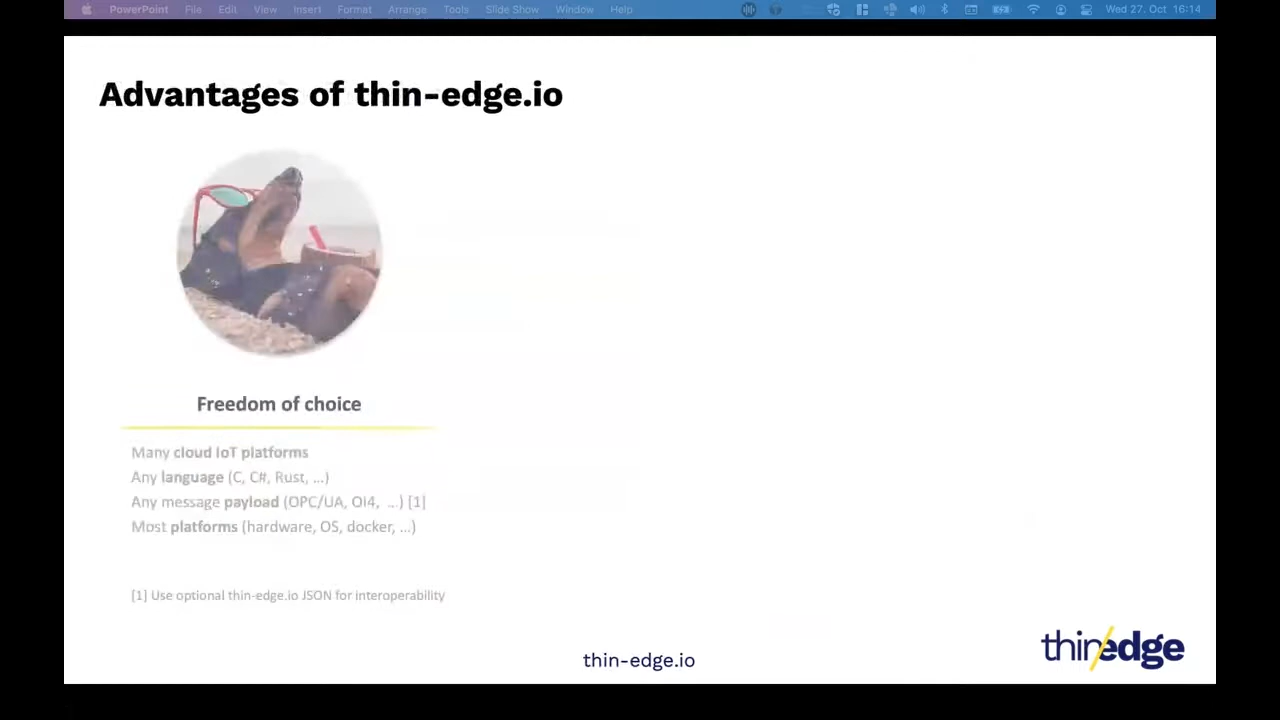 PowerPoint File Edit View Insert Format Arrange Tools Slide Show Window Help Wed 27. Oct 16:14
Advantages of thin-edge.io
Freedom of choice
Many cloud IoT platforms
Any language (C, C#, Rust, ...)
Any message payload (OPC/UA, OI4, ...) [1]
Most platforms (hardware, OS, docker, ...)
[1] Use optional thin-edge.io JSON for interoperability
thin-edge.io
thin/edge